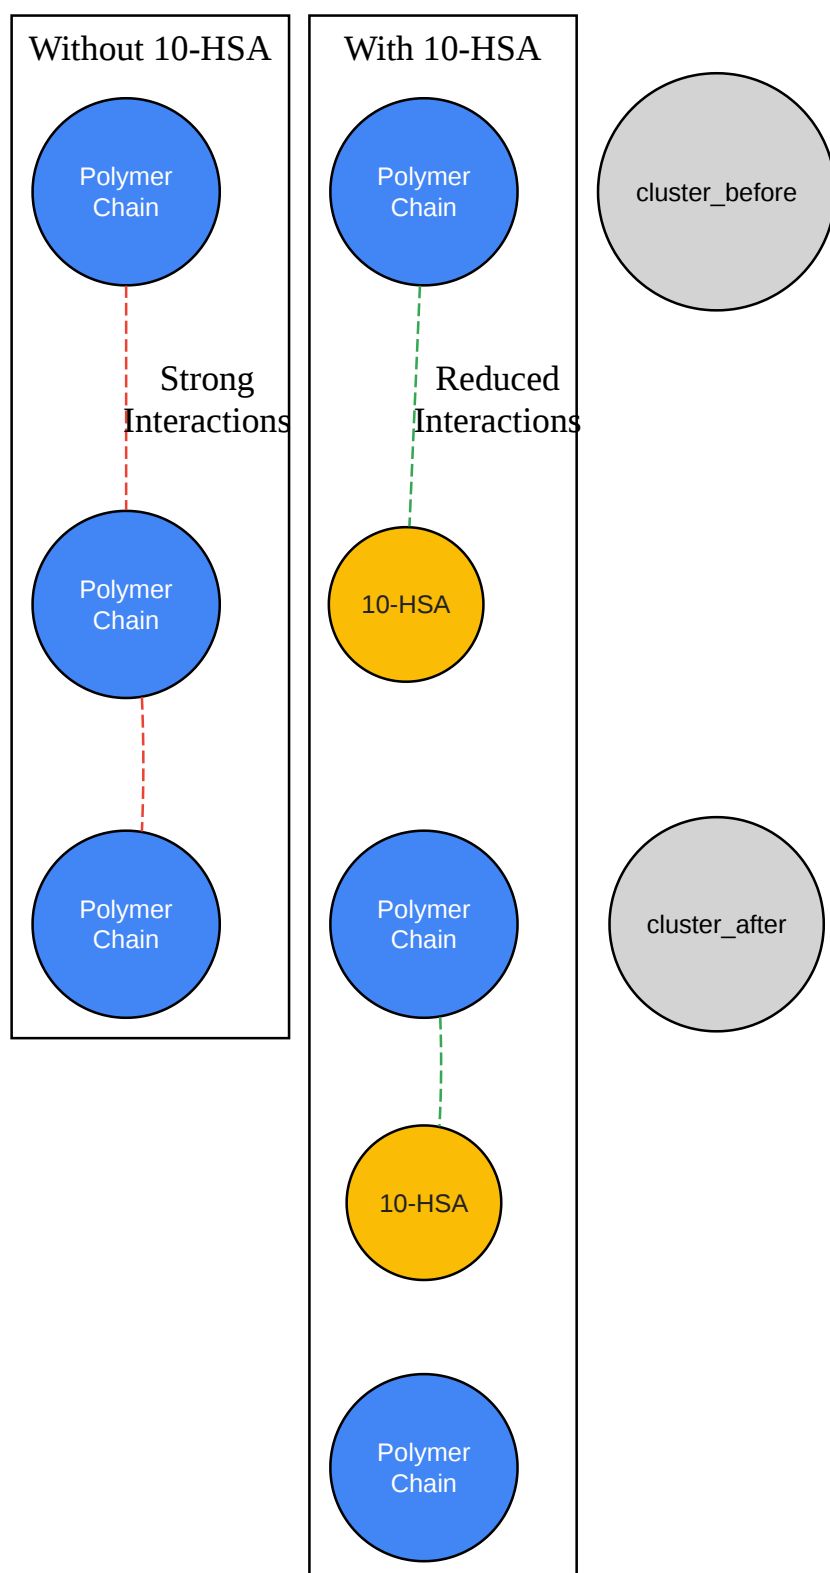 Without 10-HSA
Polymer
Chain
Strong
Interactions
Polymer
Chain
Polymer
Chain
With 10-HSA
Polymer
Chain
Reduced
Interactions
10-HSA
Polymer
Chain
10-HSA
Polymer
Chain
cluster_before
cluster_after